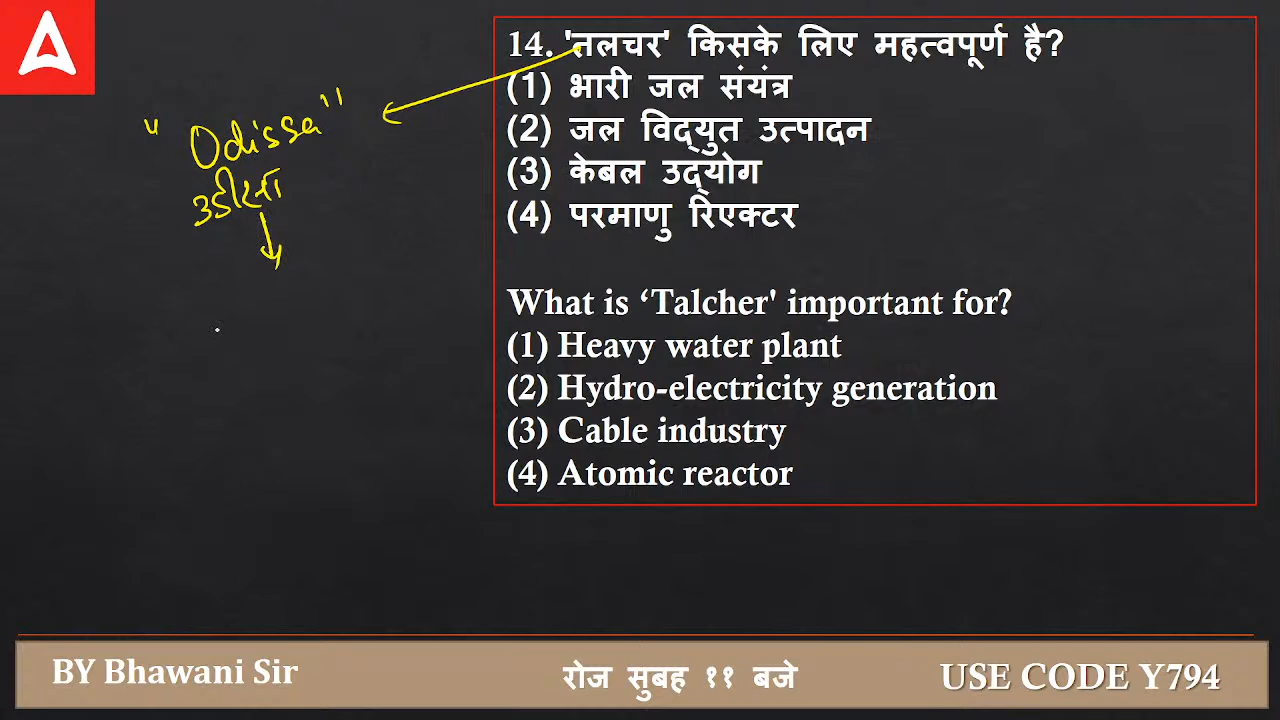 14. 'नलचर' किसके लिए महत्वपूर्ण है?
(1) भारी जल संयंत्र
(2) जल विद्युत उत्पादन
(3) केबल उद्योग
(4) परमाणु रिएक्टर
"Odissa"
उड़ीसा
What is ‘Talcher' important for?
(1) Heavy water plant
(2) Hydro-electricity generation
(3) Cable industry
(4) Atomic reactor
BY Bhawani Sir
रोज सुबह ११ बजे
USE CODE Y794